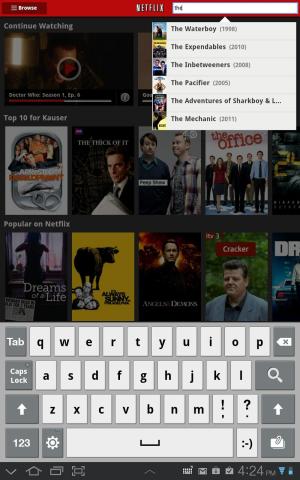 Browse
NETFLIX
the
The Waterboy (1998)
The Expendables (2010)
The Inbetweeners (2008)
The Pacifier (2005)
The Adventures of Sharkboy & L...
The Mechanic (2011)
Continue Watching
Doctor Who: Season 1, Ep. 6
Top 10 for Kauser
ARRESTED DEVELOPMENT
THE THICK OF IT
Peep Show
the office
Popular on Netflix
Dreams of a Life
IT'S ALWAYS SUNNY IN PHILADELPHIA
ANGELS & DEMONS
itv3
Cracker
Tab q w e r t y u i o p
Caps Lock a s d f g h j k l
z x c v b n m ! , ? .
123 :-)
4:24 PM